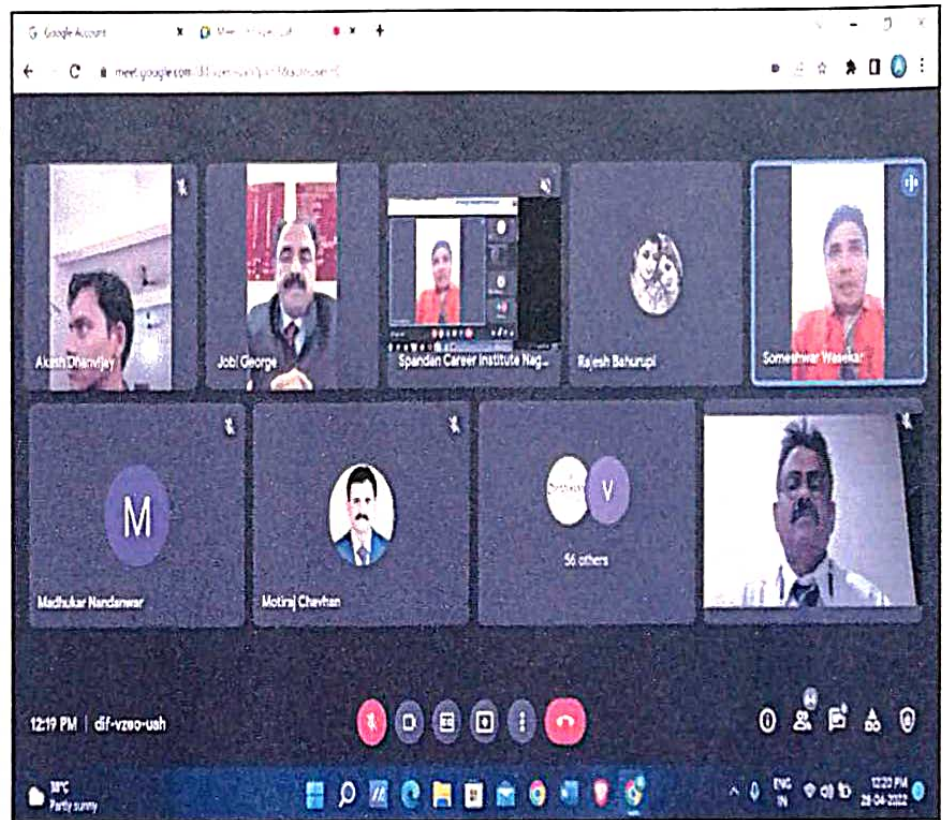 G Google Account
meet.google.com
Akash Dhanvijay
Jobi George
Spandan Career Institute Nag...
Rajesh Bahurupi
Someshwar Wasekar
M
Madhukar Nandanwar
Motiraj Chavhan
V
56 others
12:19 PM | dif-vzeo-uah
38°C
Partly sunny
ENG
IN
12:20 PM
28-04-2022